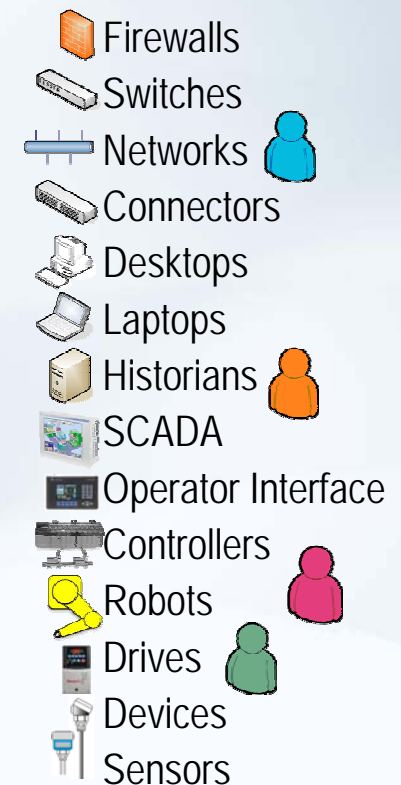 Firewalls
Switches
Networks
Connectors
Desktops
Laptops
Historians
SCADA
Operator Interface
Controllers
Robots
Drives
Devices
Sensors